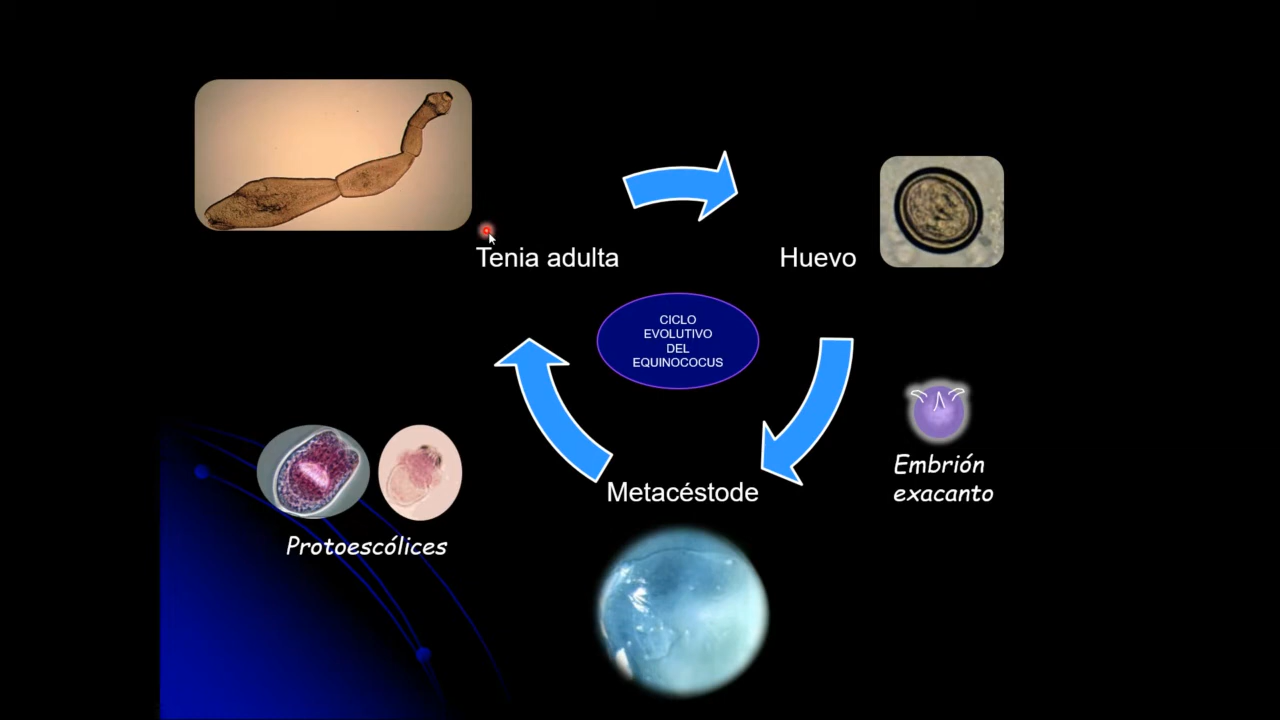 Tenia adulta
Huevo
CICLO
EVOLUTIVO
DEL
EQUINOCOCUS
Embrión
exacanto
Metacéstode
Protoescólices